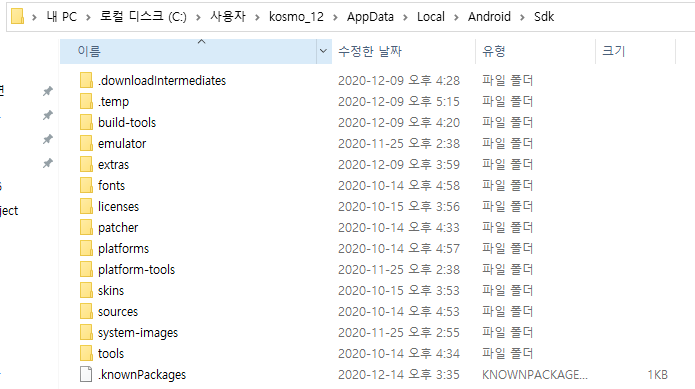 내 PC > 로컬 디스크 (C:) > 사용자 > kosmo_12 > AppData > Local > Android > Sdk
이름 수정한 날짜 유형 크기
.downloadIntermediates 2020-12-09 오후 4:28 파일 폴더
.temp 2020-12-09 오후 5:15 파일 폴더
build-tools 2020-12-09 오후 4:20 파일 폴더
emulator 2020-11-25 오후 2:38 파일 폴더
extras 2020-12-09 오후 3:59 파일 폴더
fonts 2020-10-14 오후 4:58 파일 폴더
licenses 2020-10-15 오후 3:56 파일 폴더
patcher 2020-10-14 오후 4:33 파일 폴더
platforms 2020-10-14 오후 4:57 파일 폴더
platform-tools 2020-11-25 오후 2:38 파일 폴더
skins 2020-10-15 오후 3:53 파일 폴더
sources 2020-10-14 오후 4:53 파일 폴더
system-images 2020-11-25 오후 2:55 파일 폴더
tools 2020-10-14 오후 4:34 파일 폴더
.knownPackages 2020-12-14 오후 3:35 KNOWNPACKAGE... 1KB
ject